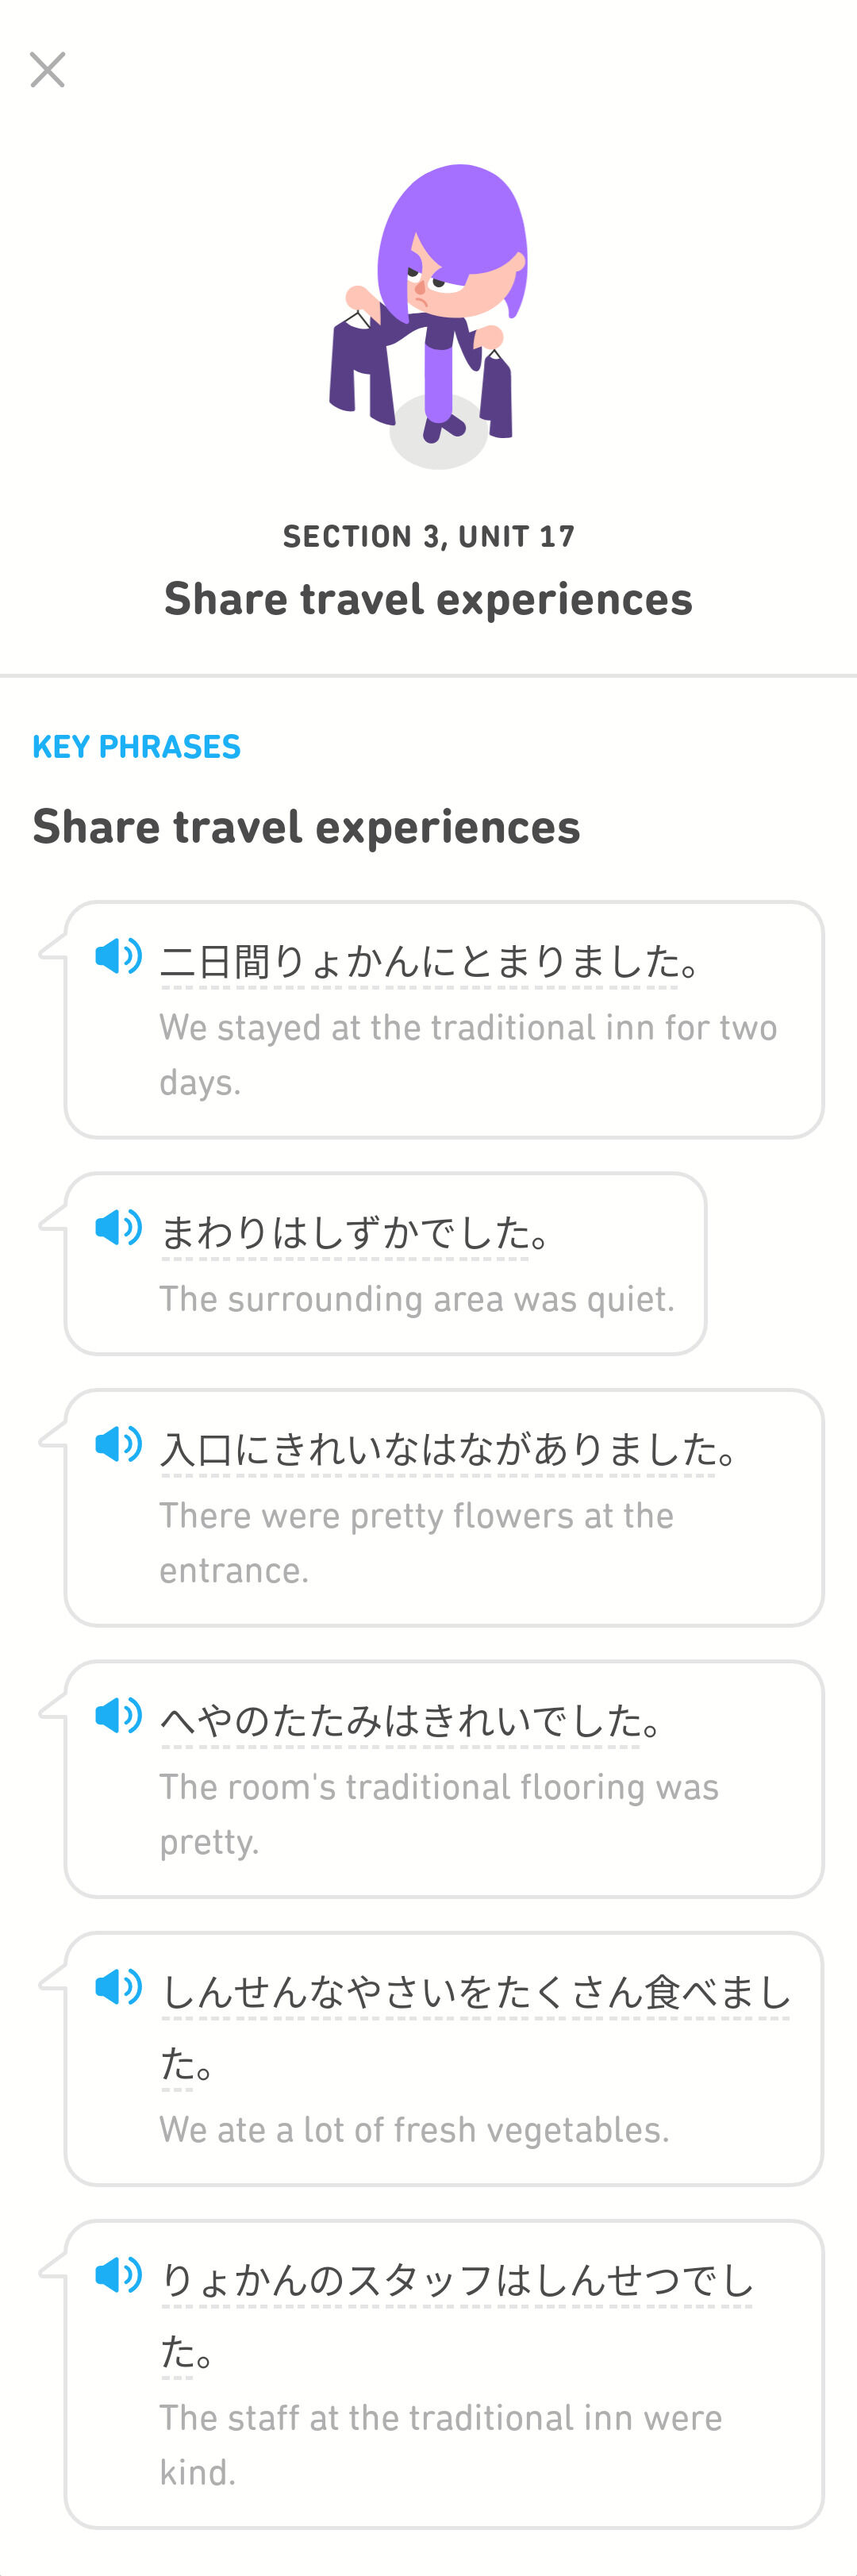 SECTION 3, UNIT 17
Share travel experiences
KEY PHRASES
Share travel experiences
二日間りょかんにとまりました。
We stayed at the traditional inn for two
days.
まわりはしずかでした。
The surrounding area was quiet.
入口にきれいなはながありました。
There were pretty flowers at the
entrance.
へやのたたみはきれいでした。
The room's traditional flooring was
pretty.
しんせんなやさいをたくさん食べまし
た。
We ate a lot of fresh vegetables.
りょかんのスタッフはしんせつでし
た。
The staff at the traditional inn were
kind.